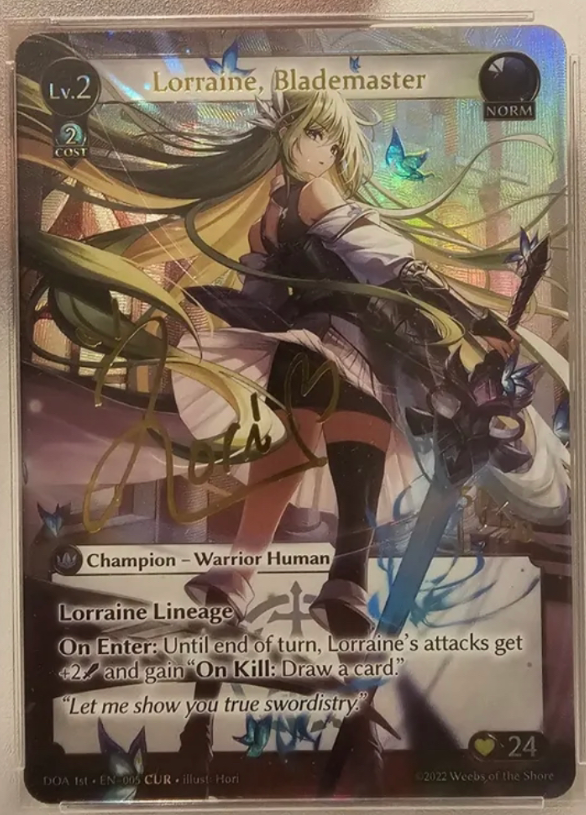 Lorraine, Blademaster
Lv.2
NORM
2
COST
Hori
Champion – Warrior Human
Lorraine Lineage
On Enter: Until end of turn, Lorraine's attacks get
+2 and gain “On Kill: Draw a card.”
“Let me show you true swordistry.”
24
DOA 1st • EN-005 CUR • illust: Hori
©2022 Weebs of the Shore